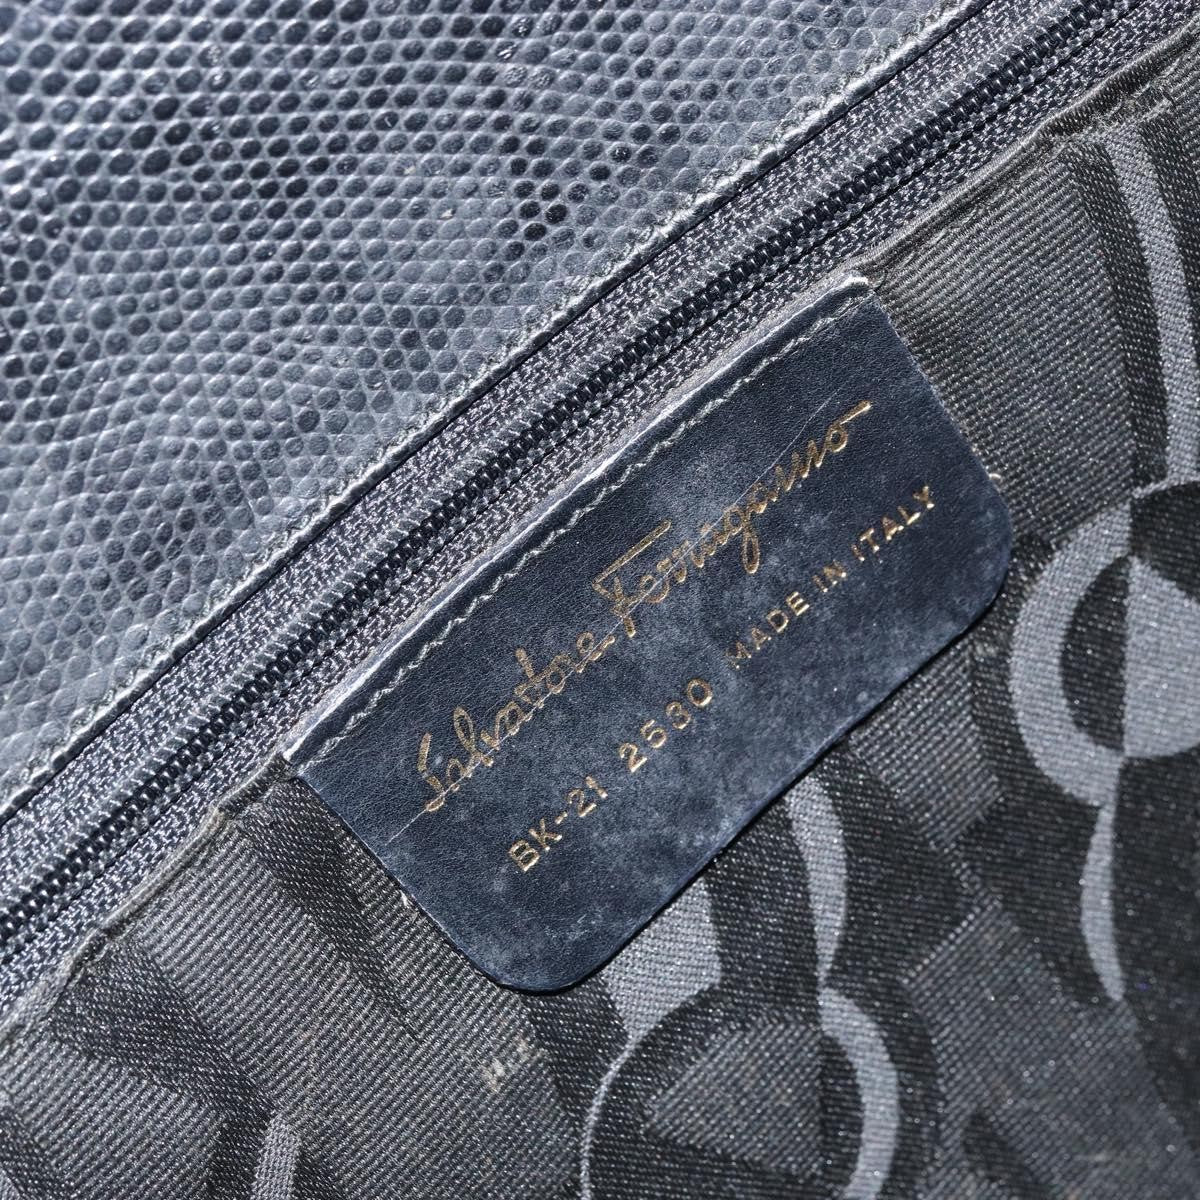 Salvatore Ferragamo
BK-21 2530 MADE IN ITALY